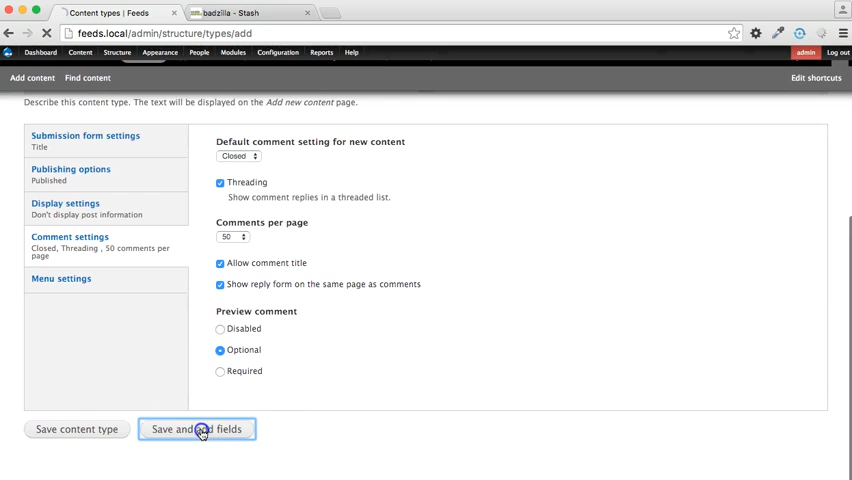 Content types | Feeds
badzilla - Stash
feeds.local/admin/structure/types/add
Dashboard Content Structure Appearance People Modules Configuration Reports Help admin Log out
Add content Find content Edit shortcuts
Describe this content type. The text will be displayed on the Add new content page.
Submission form settings
Title
Publishing options
Published
Display settings
Don't display post information
Comment settings
Closed, Threading , 50 comments per
page
Menu settings
Default comment setting for new content
Closed
Threading
Show comment replies in a threaded list.
Comments per page
50
Allow comment title
Show reply form on the same page as comments
Preview comment
Disabled
Optional
Required
Save content type
Save and add fields